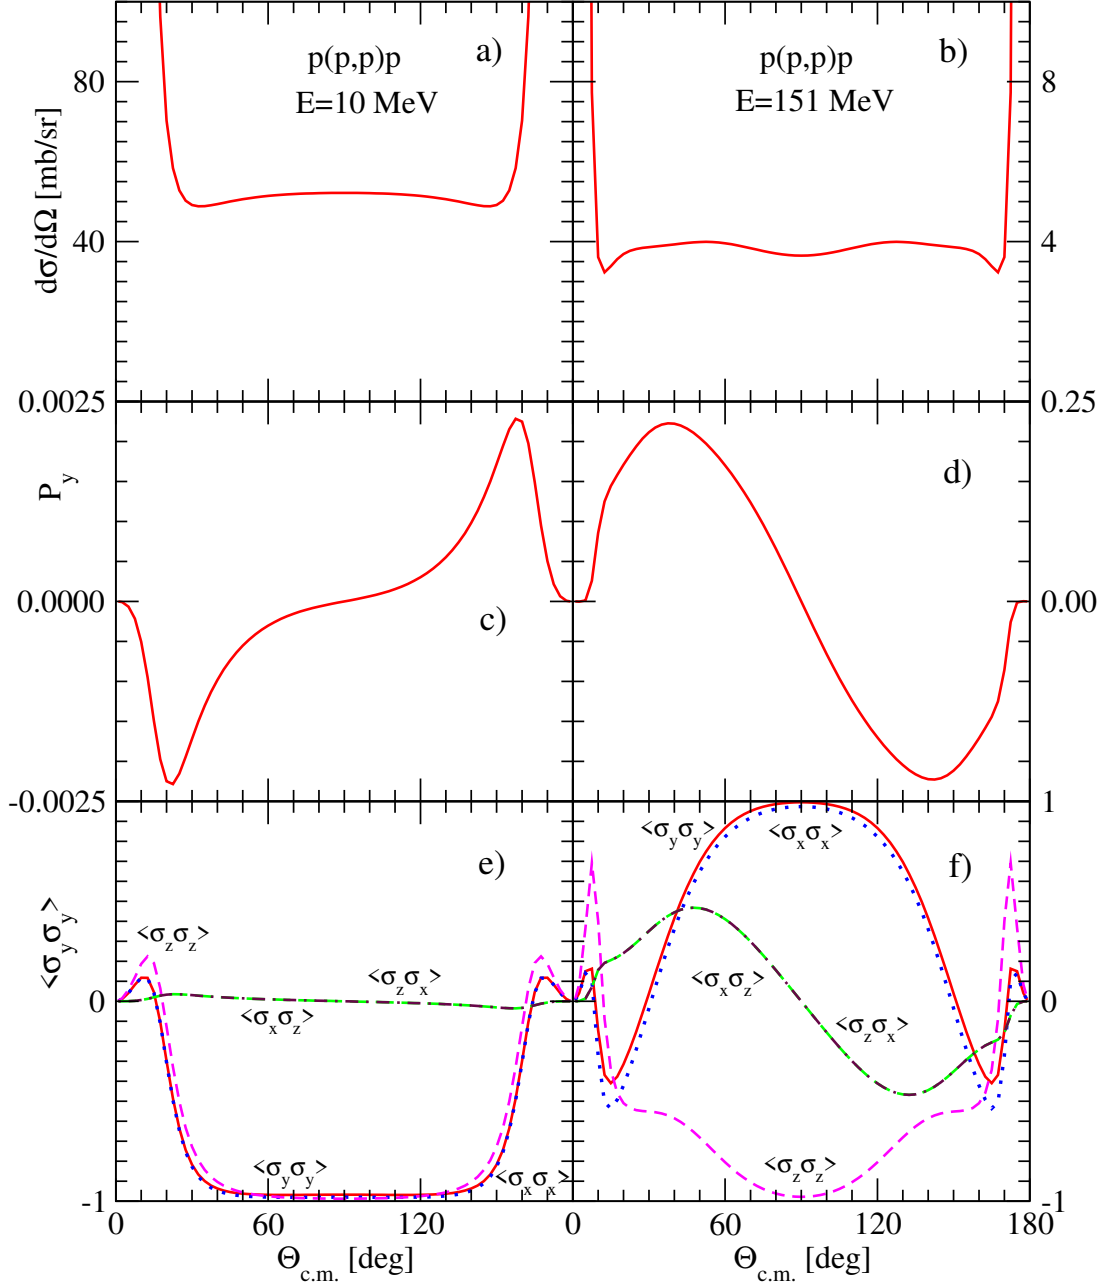 a)
p(p,p)p
E=10 MeV
b)
p(p,p)p
E=151 MeV
80
40
8
4
dσ/dΩ [mb/sr]
0.0025
0.0000
-0.0025
P_y
c)
d)
0.25
0.00
e)
f)
1
0
-1
0
-1
<σ_yσ_y>
<σ_zσ_z>
<σ_zσ_x>
<σ_xσ_z>
<σ_yσ_y>
<σ_xσ_x>
<σ_yσ_y>
<σ_xσ_x>
<σ_xσ_z>
<σ_zσ_x>
<σ_zσ_z>
0 60 120 0 60 120 180
Θ_c.m. [deg]
Θ_c.m. [deg]